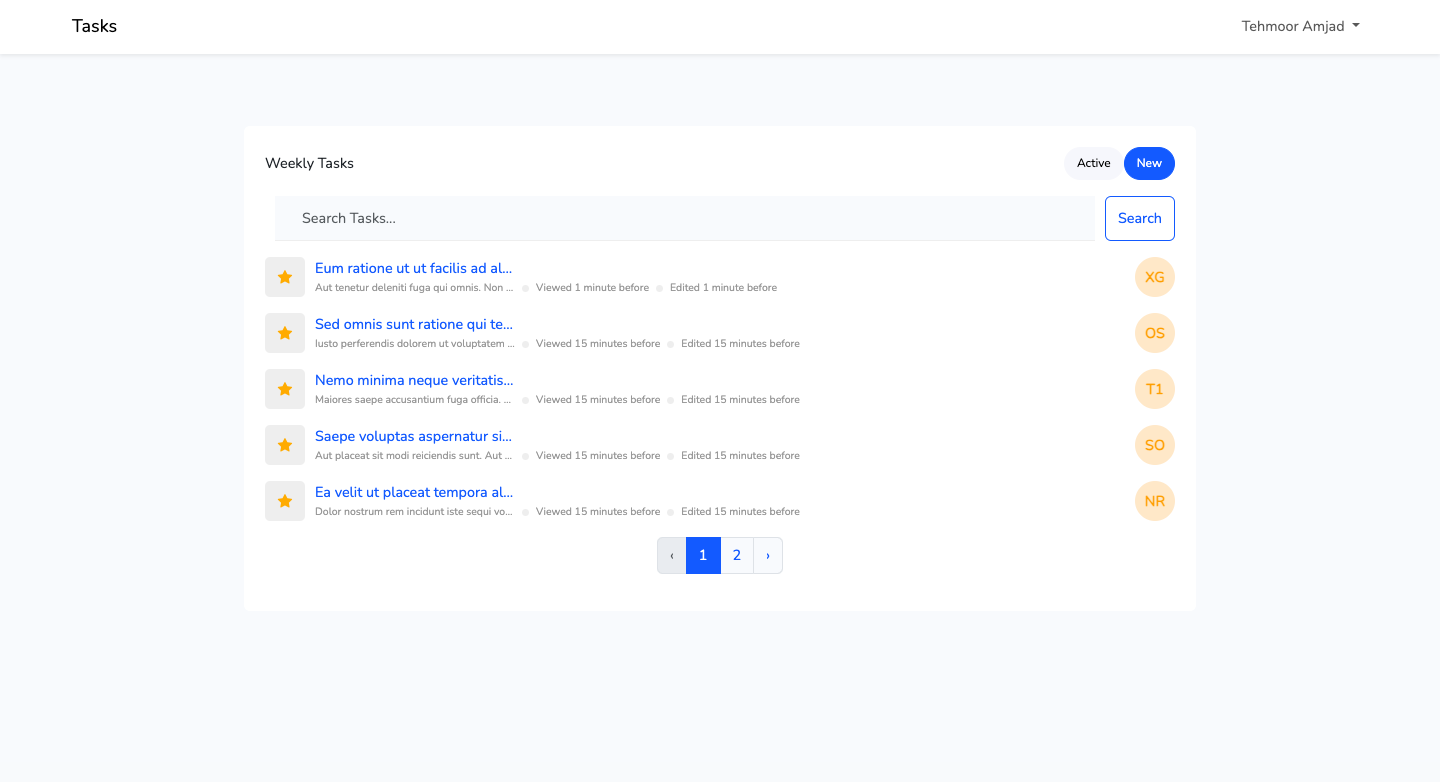 Tasks
Tehmoor Amjad
Weekly Tasks
Active
New
Search Tasks...
Search
Eum ratione ut ut facilis ad al...
Aut tenetur deleniti fuga qui omnis. Non ... Viewed 1 minute before Edited 1 minute before
XG
Sed omnis sunt ratione qui te...
Iusto perferendis dolorem ut voluptatem ... Viewed 15 minutes before Edited 15 minutes before
OS
Nemo minima neque veritatis...
Maiores saepe accusantium fuga officia. ... Viewed 15 minutes before Edited 15 minutes before
T1
Saepe voluptas aspernatur si...
Aut placeat sit modi reiciendis sunt. Aut ... Viewed 15 minutes before Edited 15 minutes before
SO
Ea velit ut placeat tempora al...
Dolor nostrum rem incidunt iste sequi vo... Viewed 15 minutes before Edited 15 minutes before
NR
‹ 1 2 ›